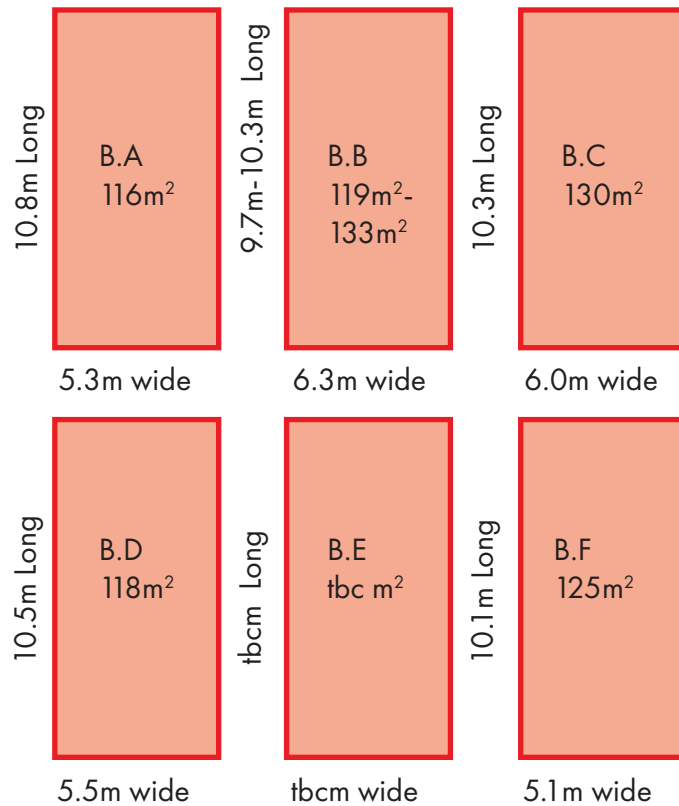 10.8m Long
B.A
116m²
5.3m wide
9.7m-10.3m Long
B.B
119m²-
133m²
6.3m wide
10.3m Long
B.C
130m²
6.0m wide
10.5m Long
B.D
118m²
5.5m wide
tbcm Long
B.E
tbc m²
tbcm wide
10.1m Long
B.F
125m²
5.1m wide